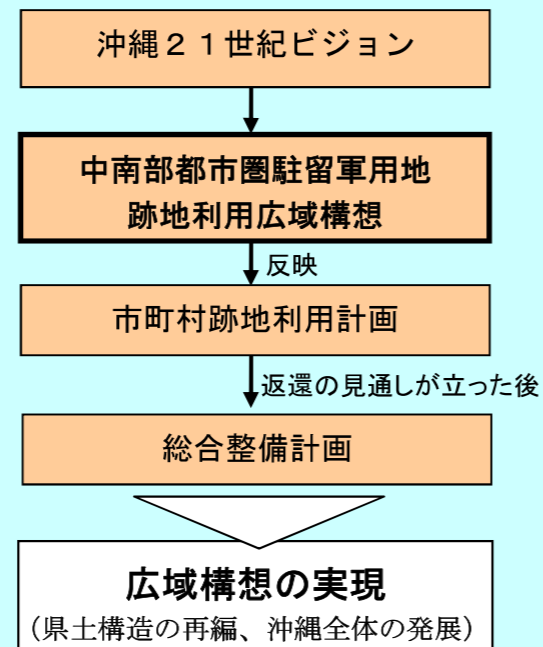 沖縄２１世紀ビジョン
中南部都市圏駐留軍用地
跡地利用広域構想
反映
市町村跡地利用計画
返還の見通しが立った後
総合整備計画
広域構想の実現
（県土構造の再編、沖縄全体の発展）